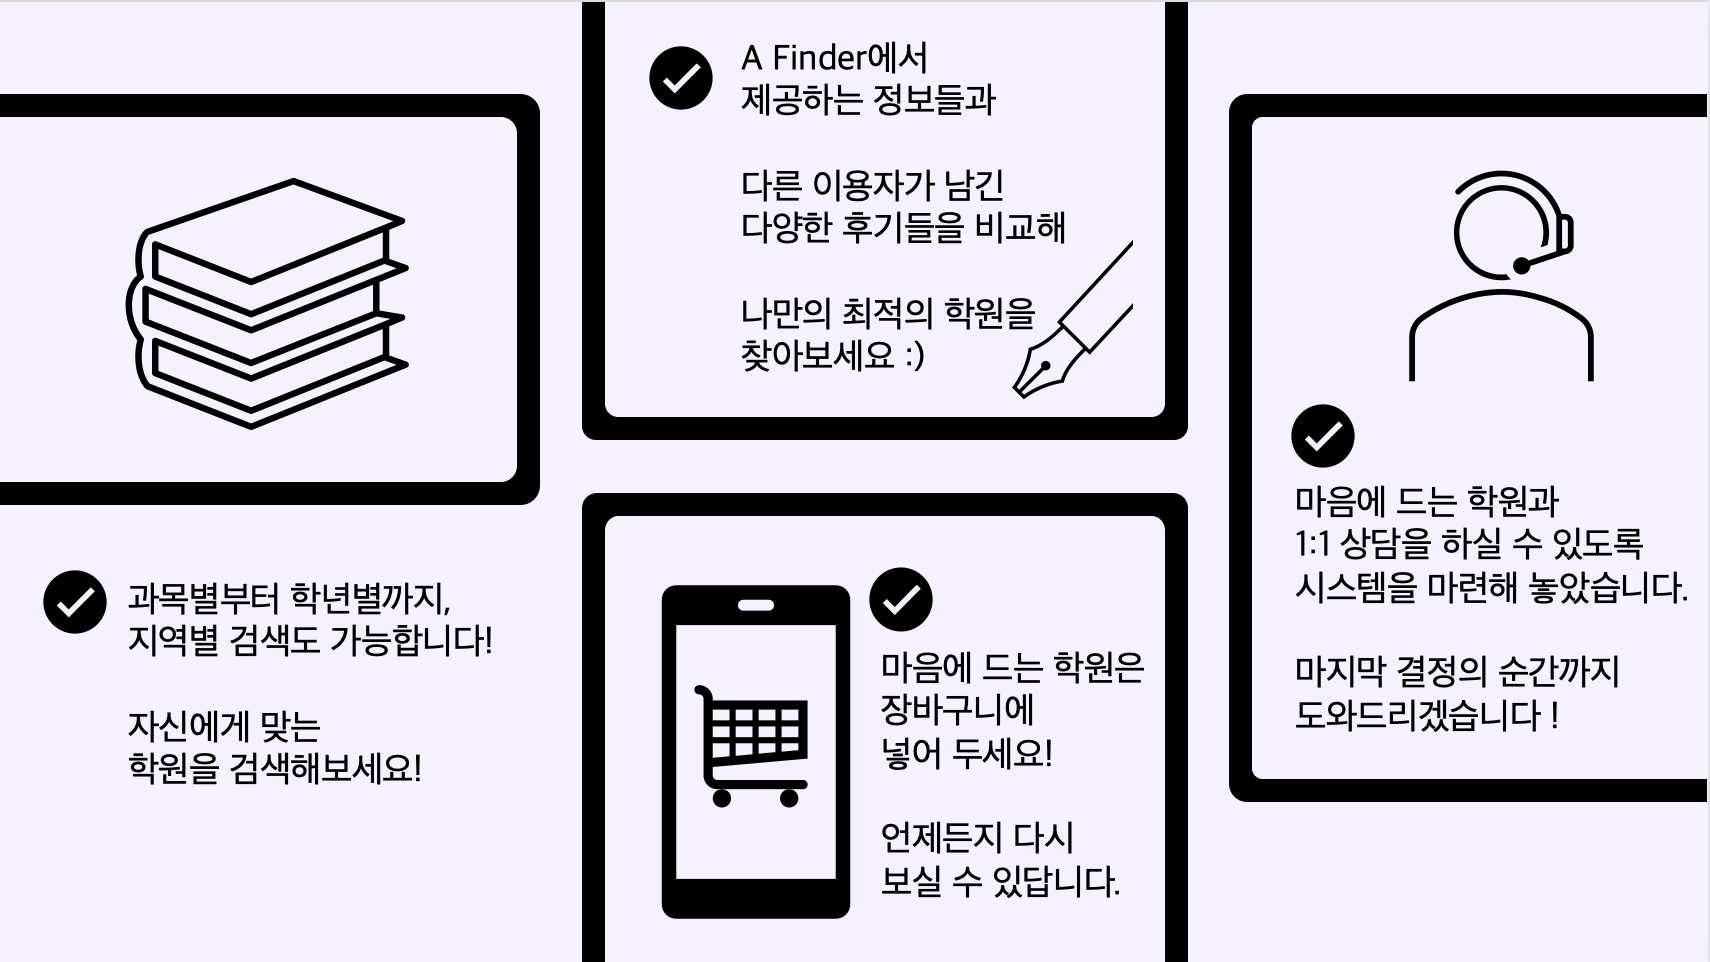 과목별부터 학년별까지,
지역별 검색도 가능합니다!
자신에게 맞는
학원을 검색해보세요!
A Finder에서
제공하는 정보들과
다른 이용자가 남긴
다양한 후기들을 비교해
나만의 최적의 학원을
찾아보세요 :)
마음에 드는 학원은
장바구니에
넣어 두세요!
언제든지 다시
보실 수 있답니다.
마음에 드는 학원과
1:1 상담을 하실 수 있도록
시스템을 마련해 놓았습니다.
마지막 결정의 순간까지
도와드리겠습니다 !